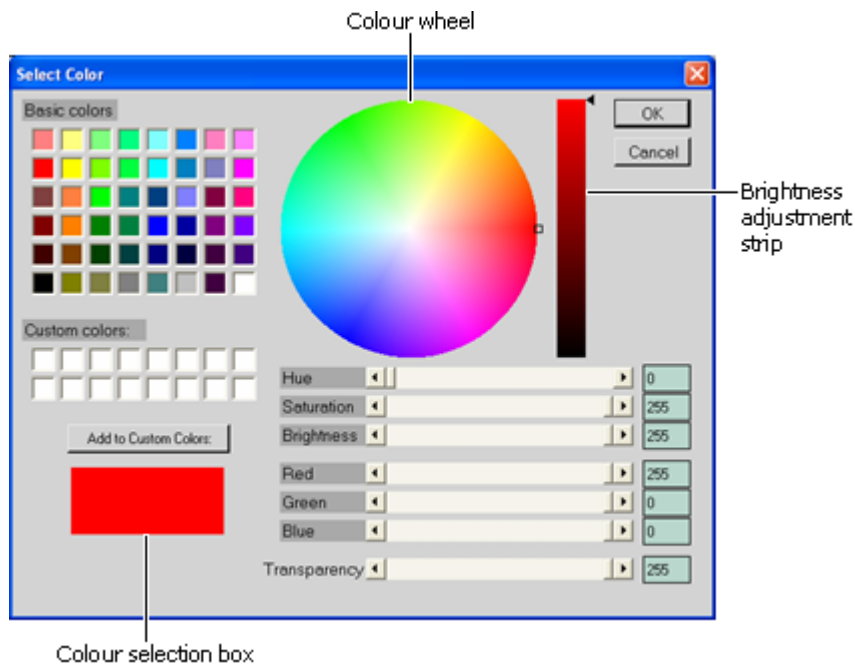 Colour wheel
Select Color
Basic colors
OK
Cancel
Brightness
adjustment
strip
Custom colors:
Hue 0
Saturation 255
Brightness 255
Add to Custom Colors:
Red 255
Green 0
Blue 0
Transparency 255
Colour selection box